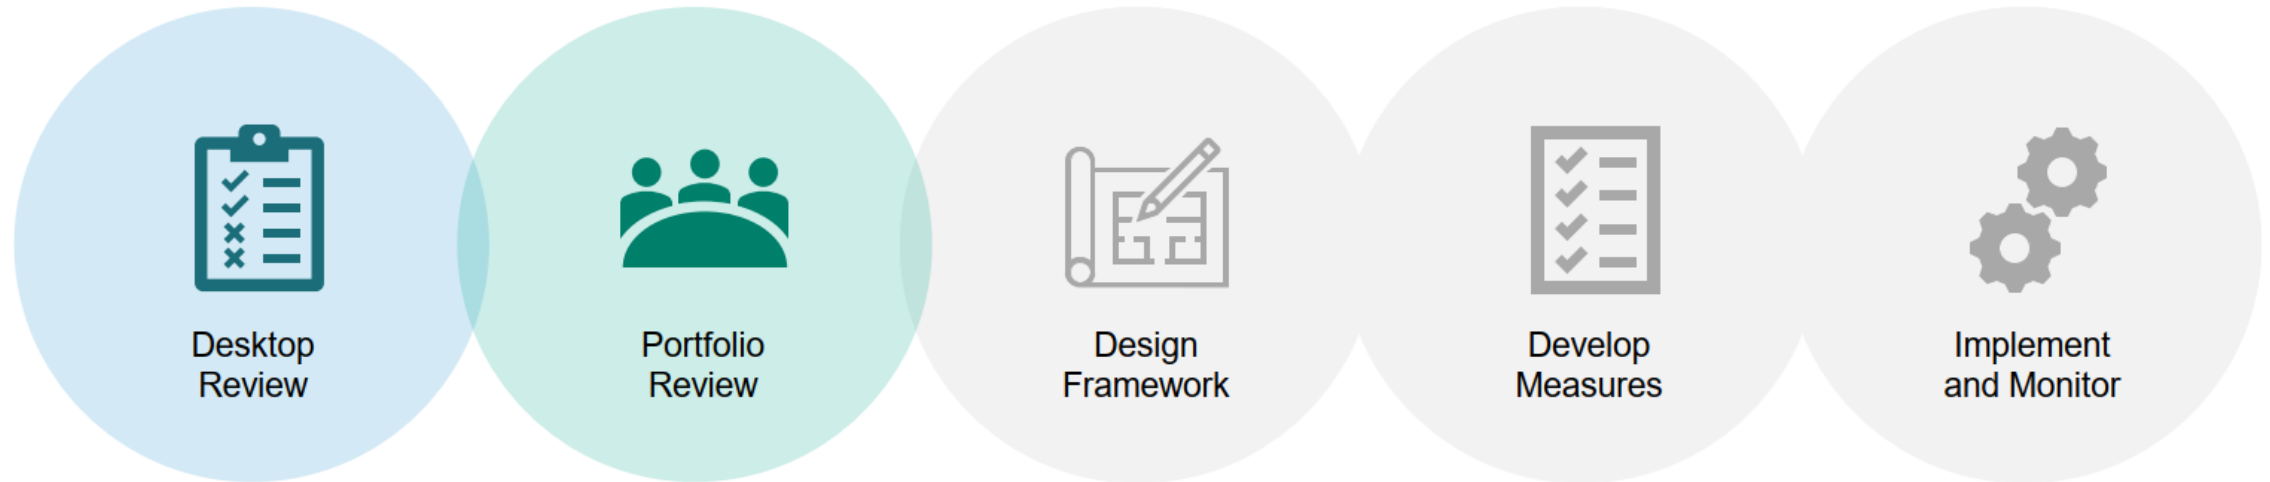 Desktop
Review
Portfolio
Review
Design
Framework
Develop
Measures
Implement
and Monitor